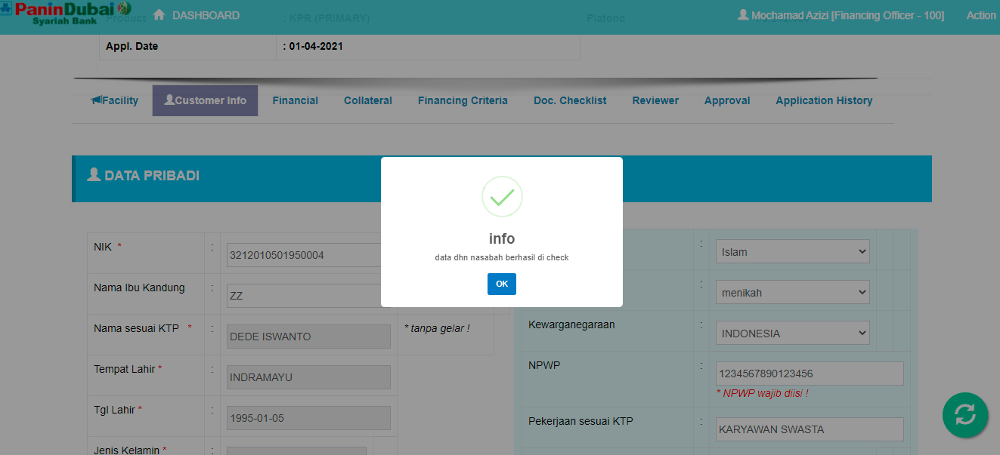 PaninDubai
Syariah Bank
DASHBOARD
Mochamad Azizi [Financing Officer - 100]
Action
Product : KPR (PRIMARY) Plafond
Appl. Date : 01-04-2021
Facility Customer Info Financial Collateral Financing Criteria Doc. Checklist Reviewer Approval Application History
DATA PRIBADI
info
data dhn nasabah berhasil di check
OK
NIK * : 3212010501950004
Nama Ibu Kandung : ZZ
Nama sesuai KTP * : DEDE ISWANTO * tanpa gelar !
Tempat Lahir * : INDRAMAYU
Tgl Lahir * : 1995-01-05
Jenis Kelamin * :
: Islam
: menikah
Kewarganegaraan : INDONESIA
NPWP : 1234567890123456
* NPWP wajib diisi !
Pekerjaan sesuai KTP : KARYAWAN SWASTA